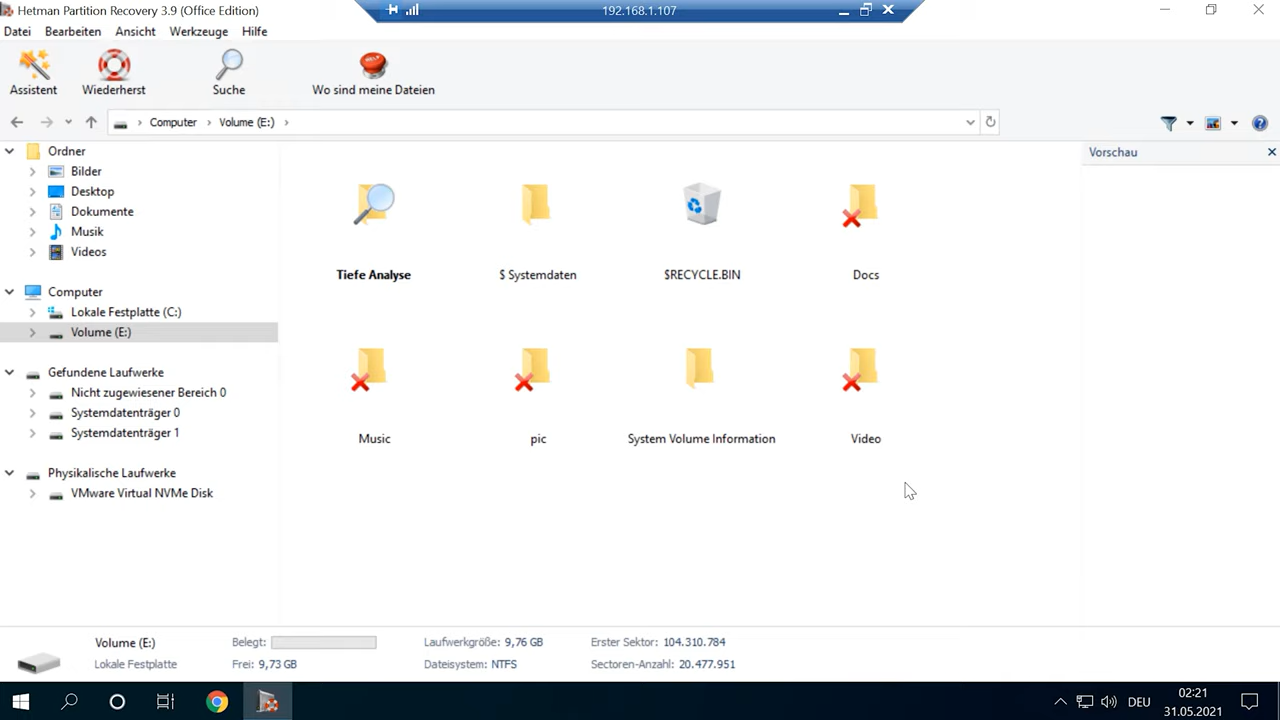 Hetman Partition Recovery 3.9 (Office Edition)
192.168.1.107
Datei Bearbeiten Ansicht Werkzeuge Hilfe
Assistent Wiederherst Suche Wo sind meine Dateien
Computer Volume (E:)
Ordner
Bilder
Desktop
Dokumente
Musik
Videos
Computer
Lokale Festplatte (C:)
Volume (E:)
Gefundene Laufwerke
Nicht zugewiesener Bereich 0
Systemdatenträger 0
Systemdatenträger 1
Physikalische Laufwerke
VMware Virtual NVMe Disk
Tiefe Analyse $ Systemdaten $RECYCLE.BIN Docs
Music pic System Volume Information Video
Vorschau
Volume (E:) Belegt: Laufwerkgröße: 9,76 GB Erster Sektor: 104.310.784
Lokale Festplatte Frei: 9,73 GB Dateisystem: NTFS Sectoren-Anzahl: 20.477.951
DEU
02:21
31.05.2021